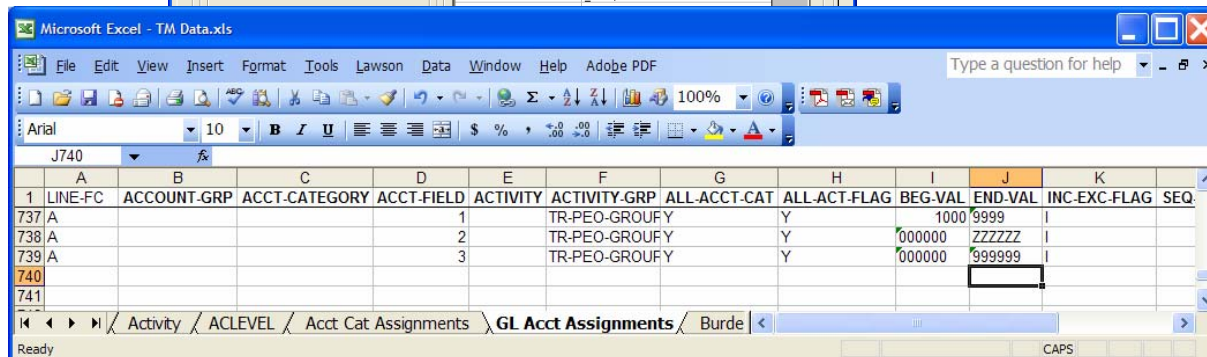 Microsoft Excel - TM Data.xls
File Edit View Insert Format Tools Lawson Data Window Help Adobe PDF Type a question for help
100%
Arial 10 B I U $ % ,
J740 fx
A B C D E F G H I J K
1 LINE-FC ACCOUNT-GRP ACCT-CATEGORY ACCT-FIELD ACTIVITY ACTIVITY-GRP ALL-ACCT-CAT ALL-ACT-FLAG BEG-VAL END-VAL INC-EXC-FLAG SEQ-
737 A 1 TR-PEO-GROUP Y Y 1000 9999 I
738 A 2 TR-PEO-GROUP Y Y 000000 ZZZZZZ I
739 A 3 TR-PEO-GROUP Y Y 000000 999999 I
740
741
Activity / ACLEVEL / Acct Cat Assignments \ GL Acct Assignments / Burde
Ready CAPS